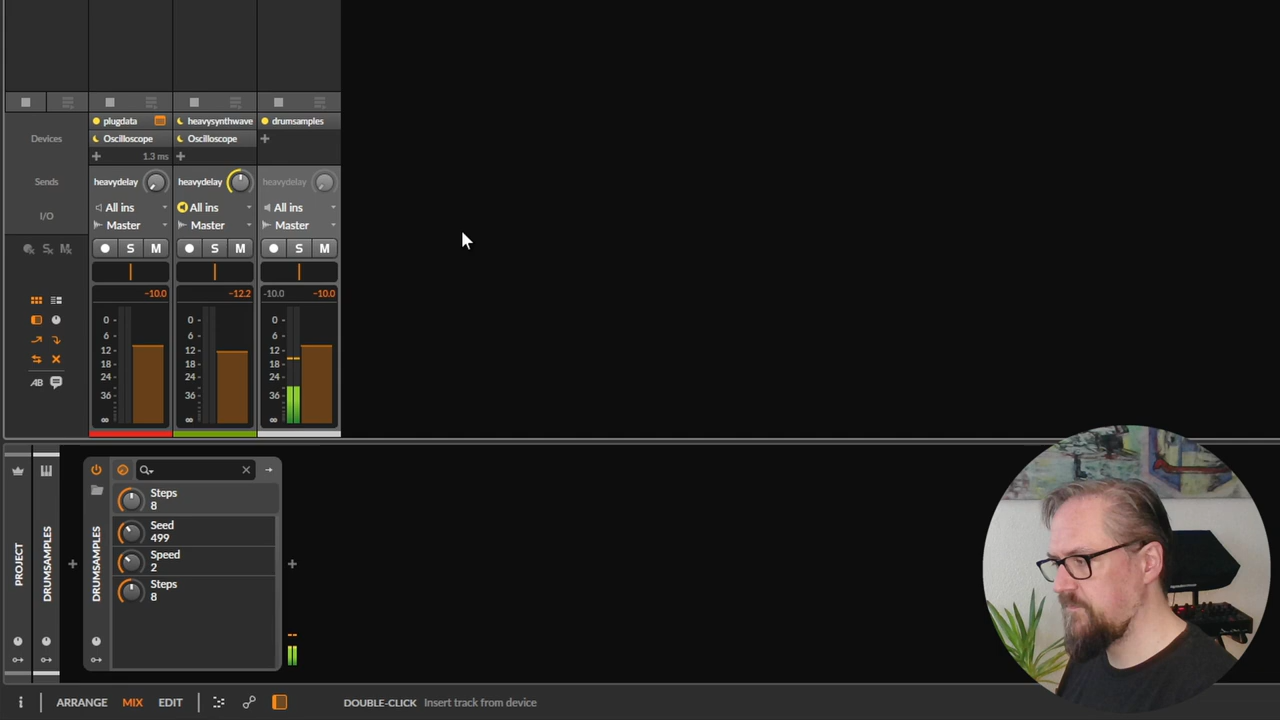 Devices
plugdata
heavysynthwave
drumsamples
Oscilloscope
Oscilloscope
+
+
1.3 ms
+
Sends
heavydelay
heavydelay
heavydelay
I/O
All ins
All ins
All ins
Master
Master
Master
S M
S M
S M
-10.0
-12.2
-10.0
-10.0
0
6
12
18
24
36
∞
0
6
12
18
24
36
∞
0
6
12
18
24
36
∞
AB
PROJECT
DRUMSAMPLES
+
DRUMSAMPLES
Steps
8
Seed
499
Speed
2
Steps
8
+
i
ARRANGE
MIX
EDIT
DOUBLE-CLICK Insert track from device